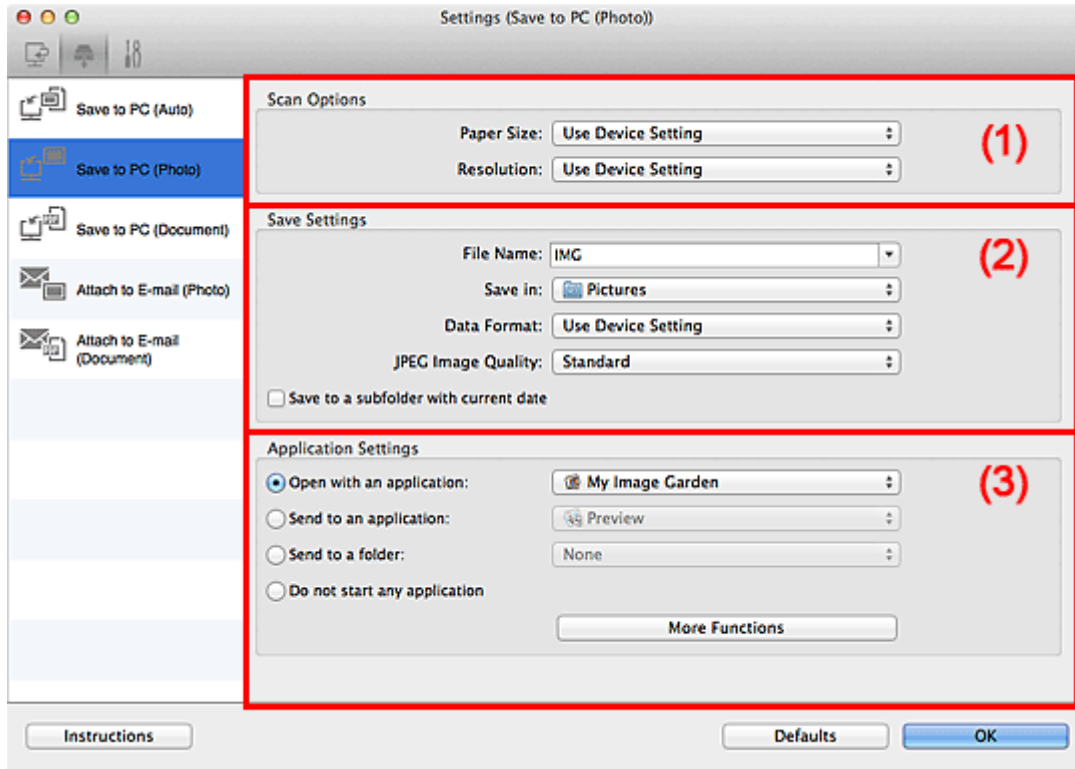 Settings (Save to PC (Photo))
Save to PC (Auto)
Save to PC (Photo)
Save to PC (Document)
Attach to E-mail (Photo)
Attach to E-mail
(Document)
Scan Options
(1)
Paper Size: Use Device Setting
Resolution: Use Device Setting
Save Settings
(2)
File Name: IMG
Save in: Pictures
Data Format: Use Device Setting
JPEG Image Quality: Standard
Save to a subfolder with current date
Application Settings
(3)
Open with an application: My Image Garden
Send to an application: Preview
Send to a folder: None
Do not start any application
More Functions
Instructions
Defaults
OK